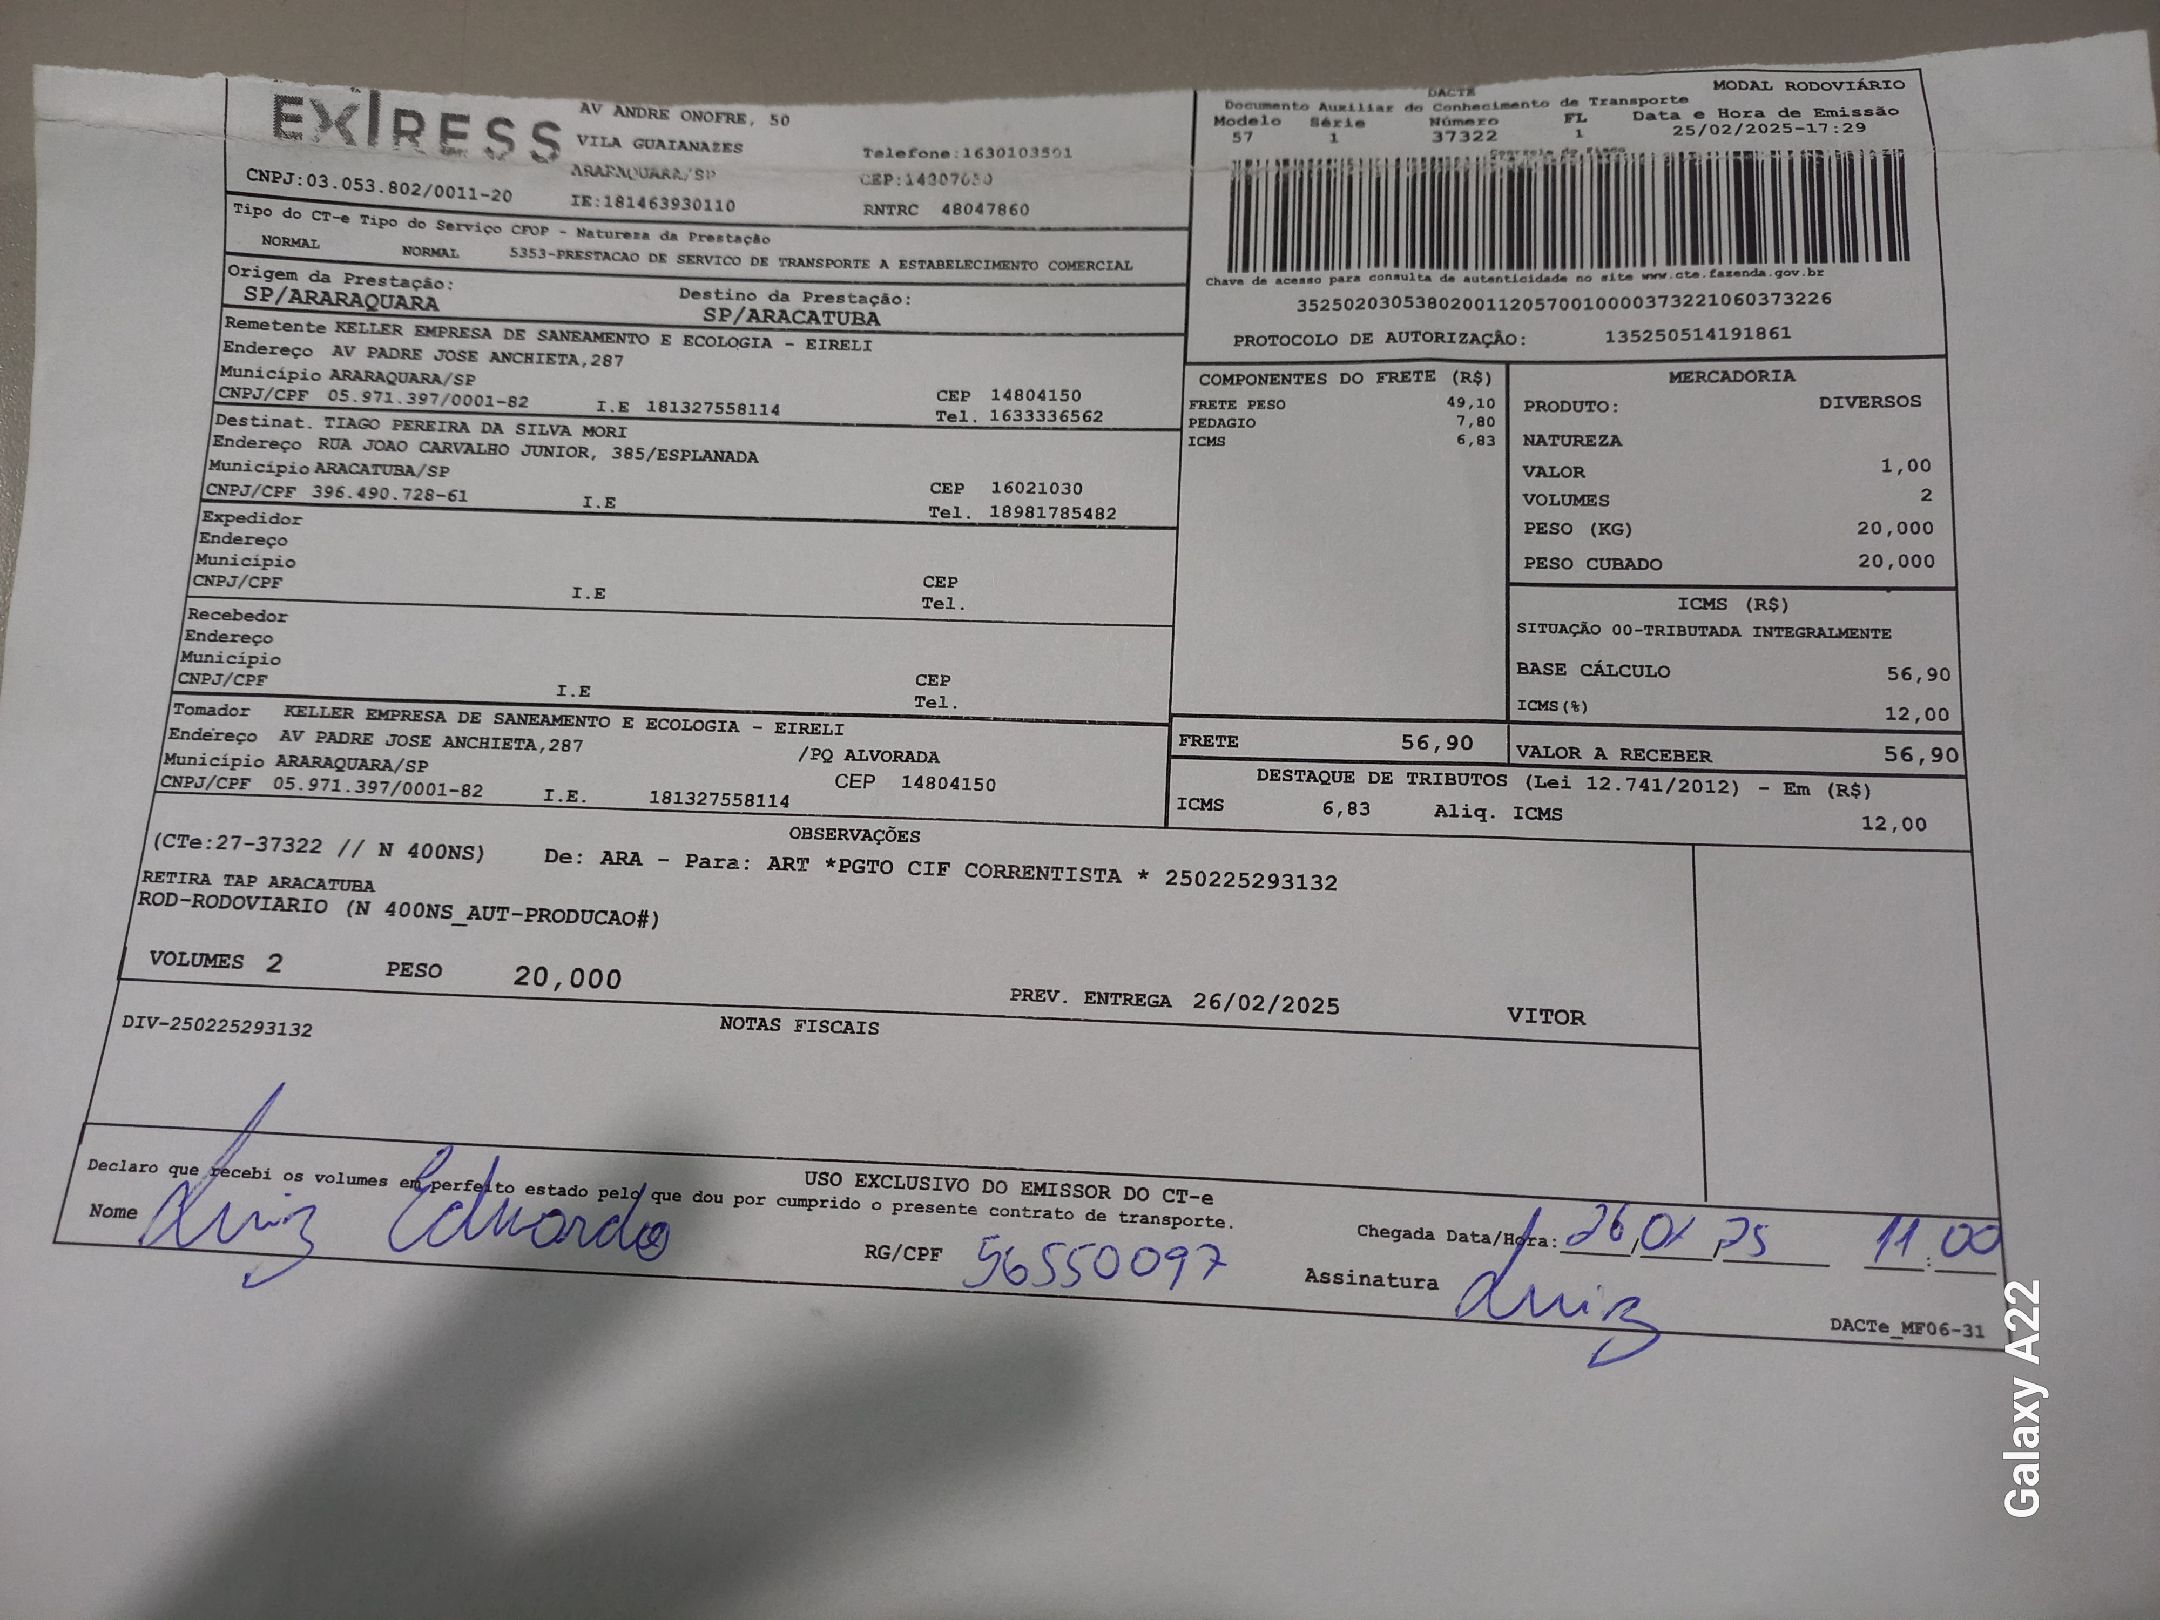 EXPRESS
AV ANDRE ONOFRE, 50
VILA GUAIANAZES
ARARAQUARA/SP
IE:181463930110
Telefone:1630103501
CEP:14807050
RNTRC 48047860
CNPJ:03.053.802/0011-20
Tipo do CT-e Tipo do Serviço CFOP - Natureza da Prestação
NORMAL NORMAL 5353-PRESTACAO DE SERVICO DE TRANSPORTE A ESTABELECIMENTO COMERCIAL
Origem da Prestação:
SP/ARARAQUARA
Destino da Prestação:
SP/ARACATUBA
DACTE
MODAL RODOVIÁRIO
Documento Auxiliar do Conhecimento de Transporte
Modelo Série Número FL Data e Hora de Emissão
57 1 37322 1 25/02/2025-17:29
Controle do Fisco
Chave de acesso para consulta de autenticidade no site www.cte.fazenda.gov.br
35250203053802001120570010000373221060373226
PROTOCOLO DE AUTORIZAÇÃO: 135250514191861
Remetente KELLER EMPRESA DE SANEAMENTO E ECOLOGIA - EIRELI
Endereço AV PADRE JOSE ANCHIETA,287
Município ARARAQUARA/SP CEP 14804150
CNPJ/CPF 05.971.397/0001-82 I.E 181327558114 Tel. 1633336562
Destinat. TIAGO PEREIRA DA SILVA MORI
Endereço RUA JOAO CARVALHO JUNIOR, 385/ESPLANADA
Município ARACATUBA/SP CEP 16021030
CNPJ/CPF 396.490.728-61 I.E Tel. 18981785482
Expedidor
Endereço
Município CEP
CNPJ/CPF I.E Tel.
Recebedor
Endereço
Município CEP
CNPJ/CPF I.E Tel.
Tomador KELLER EMPRESA DE SANEAMENTO E ECOLOGIA - EIRELI
Endereço AV PADRE JOSE ANCHIETA,287 /PQ ALVORADA
Município ARARAQUARA/SP CEP 14804150
CNPJ/CPF 05.971.397/0001-82 I.E. 181327558114
COMPONENTES DO FRETE (R$)
FRETE PESO 49,10
PEDAGIO 7,80
ICMS 6,83
MERCADORIA
PRODUTO: DIVERSOS
NATUREZA
VALOR 1,00
VOLUMES 2
PESO (KG) 20,000
PESO CUBADO 20,000
ICMS (R$)
SITUAÇÃO 00-TRIBUTADA INTEGRALMENTE
BASE CÁLCULO 56,90
ICMS(%) 12,00
FRETE 56,90
VALOR A RECEBER 56,90
DESTAQUE DE TRIBUTOS (Lei 12.741/2012) - Em (R$)
ICMS 6,83 Aliq. ICMS 12,00
OBSERVAÇÕES
(CTe:27-37322 // N 400NS) De: ARA - Para: ART *PGTO CIF CORRENTISTA * 250225293132
RETIRA TAP ARACATUBA
ROD-RODOVIARIO (N 400NS_AUT-PRODUCAO#)
VOLUMES 2 PESO 20,000 PREV. ENTREGA 26/02/2025 VITOR
NOTAS FISCAIS
DIV-250225293132
USO EXCLUSIVO DO EMISSOR DO CT-e
Declaro que recebi os volumes em perfeito estado pelo que dou por cumprido o presente contrato de transporte.
Nome Luiz Eduardo RG/CPF 56550097
Chegada Data/Hora: 26, 25 11:00
Assinatura Luiz
DACTe_MF06-31
Galaxy A22